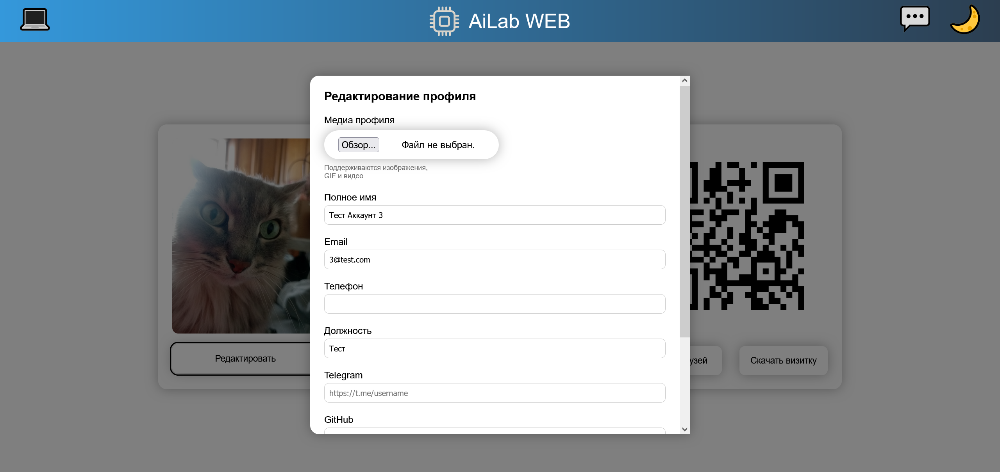 AiLab WEB
Редактирование профиля
Медиа профиля
Обзор... Файл не выбран.
Поддерживаются изображения,
GIF и видео
Полное имя
Тест Аккаунт 3
Email
3@test.com
Телефон
Должность
Тест
Telegram
https://t.me/username
GitHub
Редактировать
узей
Скачать визитку